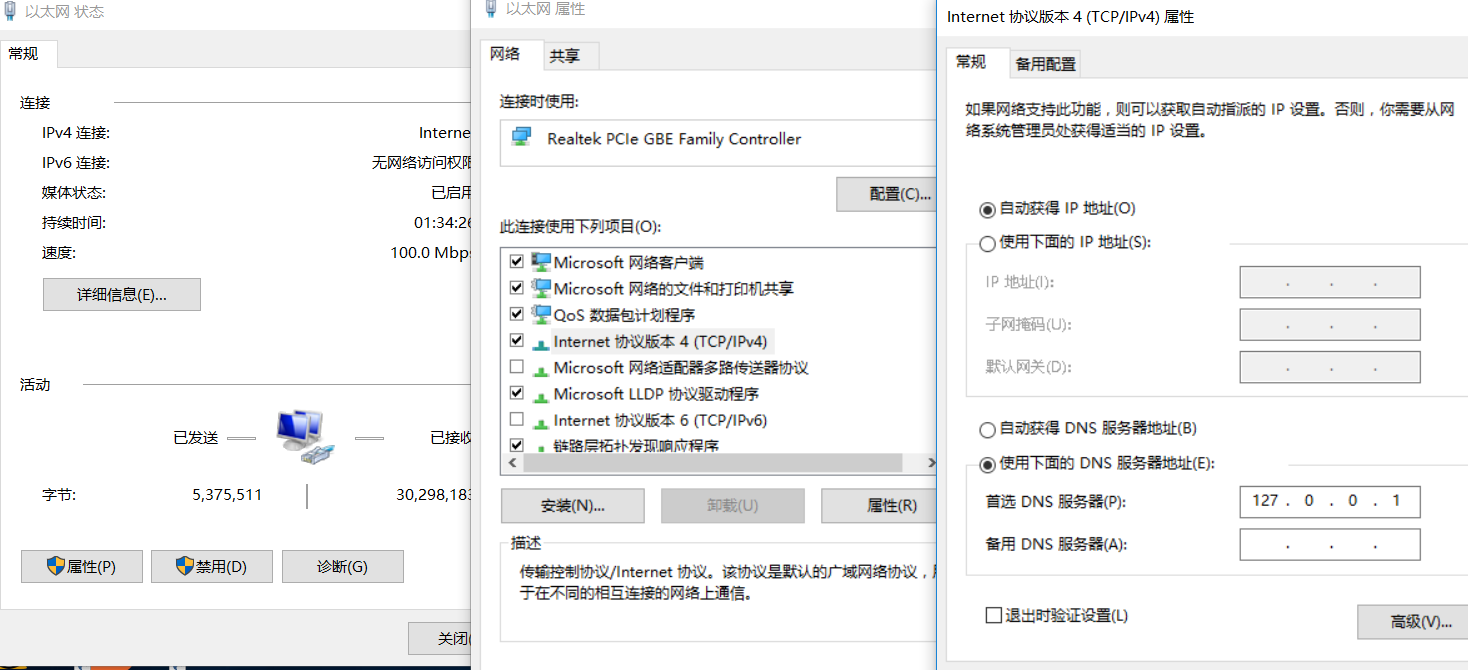 以太网 状态
常规
连接
IPv4 连接:
Interne
IPv6 连接:
无网络访问权限
媒体状态:
已启用
持续时间:
01:34:26
速度:
100.0 Mbps
详细信息(E)...
活动
已发送
已接收
字节:
5,375,511
30,298,183
属性(P)
禁用(D)
诊断(G)
关闭(
以太网 属性
网络
共享
连接时使用:
Realtek PCIe GBE Family Controller
配置(C)...
此连接使用下列项目(O):
Microsoft 网络客户端
Microsoft 网络的文件和打印机共享
QoS 数据包计划程序
Internet 协议版本 4 (TCP/IPv4)
Microsoft 网络适配器多路传送器协议
Microsoft LLDP 协议驱动程序
Internet 协议版本 6 (TCP/IPv6)
链路层拓扑发现响应程序
安装(N)...
卸载(U)
属性(R)
描述
传输控制协议/Internet 协议。该协议是默认的广域网络协议，用
于在不同的相互连接的网络上通信。
Internet 协议版本 4 (TCP/IPv4) 属性
常规
备用配置
如果网络支持此功能，则可以获取自动指派的 IP 设置。否则，你需要从网
络系统管理员处获得适当的 IP 设置。
自动获得 IP 地址(O)
使用下面的 IP 地址(S):
IP 地址(I):
. . .
子网掩码(U):
. . .
默认网关(D):
. . .
自动获得 DNS 服务器地址(B)
使用下面的 DNS 服务器地址(E):
首选 DNS 服务器(P):
127 . 0 . 0 . 1
备用 DNS 服务器(A):
. . .
退出时验证设置(L)
高级(V)...